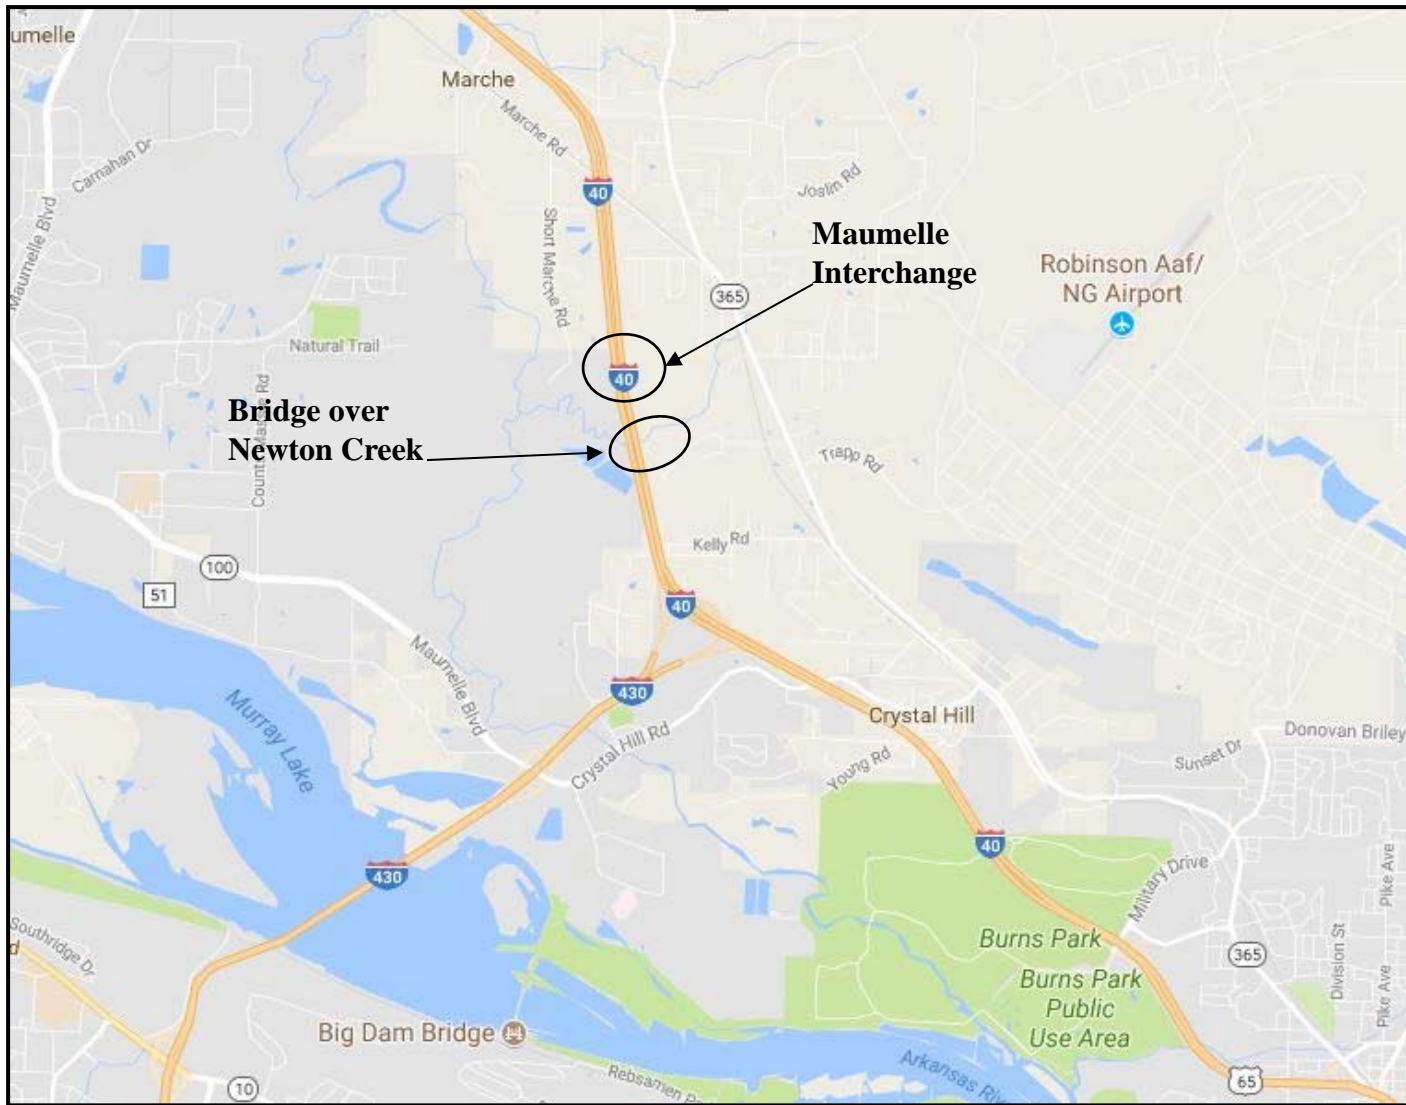 umelle
Marche
Marche Rd
Carnahan Dr
40
Joslin Rd
Maumelle Blvd
Short Marche Rd
Maumelle
Interchange
Robinson Aaf/
NG Airport
365
Natural Trail
40
Bridge over
Newton Creek
Trapp Rd
Kelly Rd
100
51
40
Maumelle Blvd
430
Murray Lake
Crystal Hill
Crystal Hill Rd
Donovan Briley
Sunset Dr
Young Rd
40
430
Military Drive
Pike Ave
Southridge Dr
d
Burns Park
365
Division St
Burns Park
Public
Use Area
Pike Ave
Big Dam Bridge
Arkansas Riv
Rebsamen
65
10